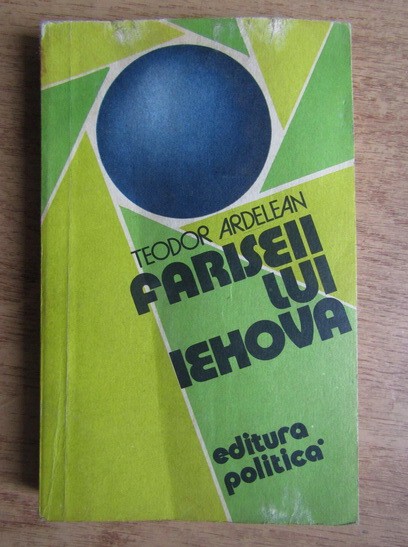 TEODOR ARDELEAN
FARISEII
LUI
IEHOVA
editura
politică